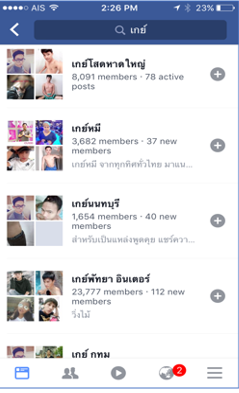 AIS 2:26 PM 23%
เกย์
เกย์โสดหาดใหญ่
8,091 members · 78 active
posts
เกย์หมี
3,682 members · 37 new
members
เกย์หมี จากทุกทิศทั่วไทย มาแน...
เกย์นนทบุรี
1,654 members · 40 new
members
สำหรับเป็นแหล่งพูดคุย แชร์ควา...
เกย์พัทยา อินเตอร์
23,777 members · 112 new
members
วิ่งไม้
เกย์ กทม
2